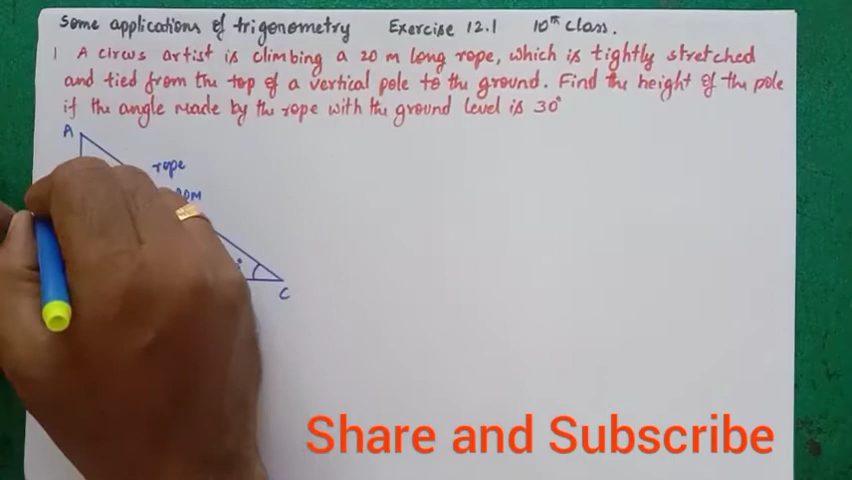 Some applications of trigonometry Exercise 12.1 10th Class.
1 A circus artist is climbing a 20 m long rope, which is tightly stretched
and tied from the top of a vertical pole to the ground. Find the height of the pole
if the angle made by the rope with the ground level is 30°
A
rope
C
Share and Subscribe